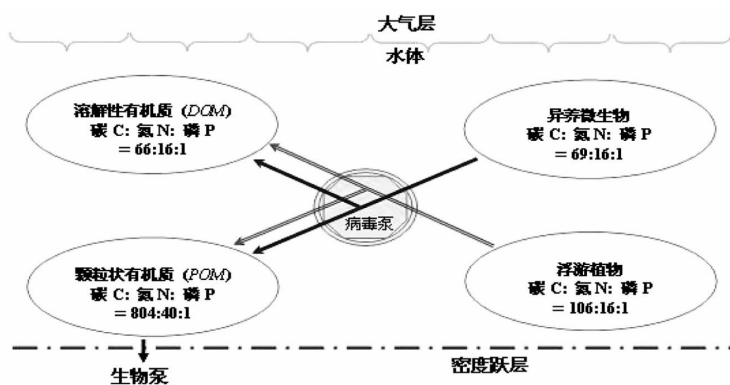 大气层
水体
溶解性有机质 (DOM)
碳 C: 氮 N: 磷 P
= 66:16:1
异养微生物
碳 C: 氮 N: 磷 P
= 69:16:1
病毒泵
颗粒状有机质 (POM)
碳 C: 氮 N: 磷 P
= 804:40:1
浮游植物
碳 C: 氮 N: 磷 P
= 106:16:1
生物泵
密度跃层